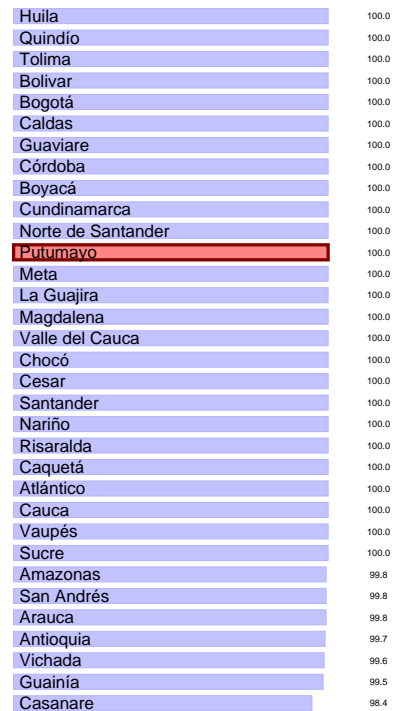 Huila 100.0
Quindío 100.0
Tolima 100.0
Bolivar 100.0
Bogotá 100.0
Caldas 100.0
Guaviare 100.0
Córdoba 100.0
Boyacá 100.0
Cundinamarca 100.0
Norte de Santander 100.0
Putumayo 100.0
Meta 100.0
La Guajira 100.0
Magdalena 100.0
Valle del Cauca 100.0
Chocó 100.0
Cesar 100.0
Santander 100.0
Nariño 100.0
Risaralda 100.0
Caquetá 100.0
Atlántico 100.0
Cauca 100.0
Vaupés 100.0
Sucre 100.0
Amazonas 99.8
San Andrés 99.8
Arauca 99.8
Antioquia 99.7
Vichada 99.6
Guainía 99.5
Casanare 98.4